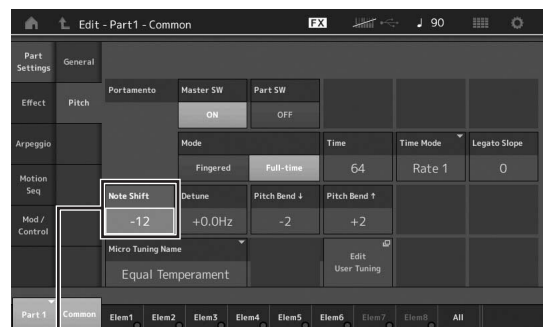 Edit - Part1 - Common
FX
♩ 90
Part Settings
General
Effect
Pitch
Arpeggio
Motion Seq
Mod / Control
Portamento
Master SW
ON
Part SW
OFF
Mode
Fingered
Full-time
Time
64
Time Mode
Rate 1
Legato Slope
0
Note Shift
-12
Detune
+0.0Hz
Pitch Bend ↓
-2
Pitch Bend ↑
+2
Micro Tuning Name
Equal Temperament
Edit User Tuning
Part 1
Common
Elem1
Elem2
Elem3
Elem4
Elem5
Elem6
Elem7
Elem8
All